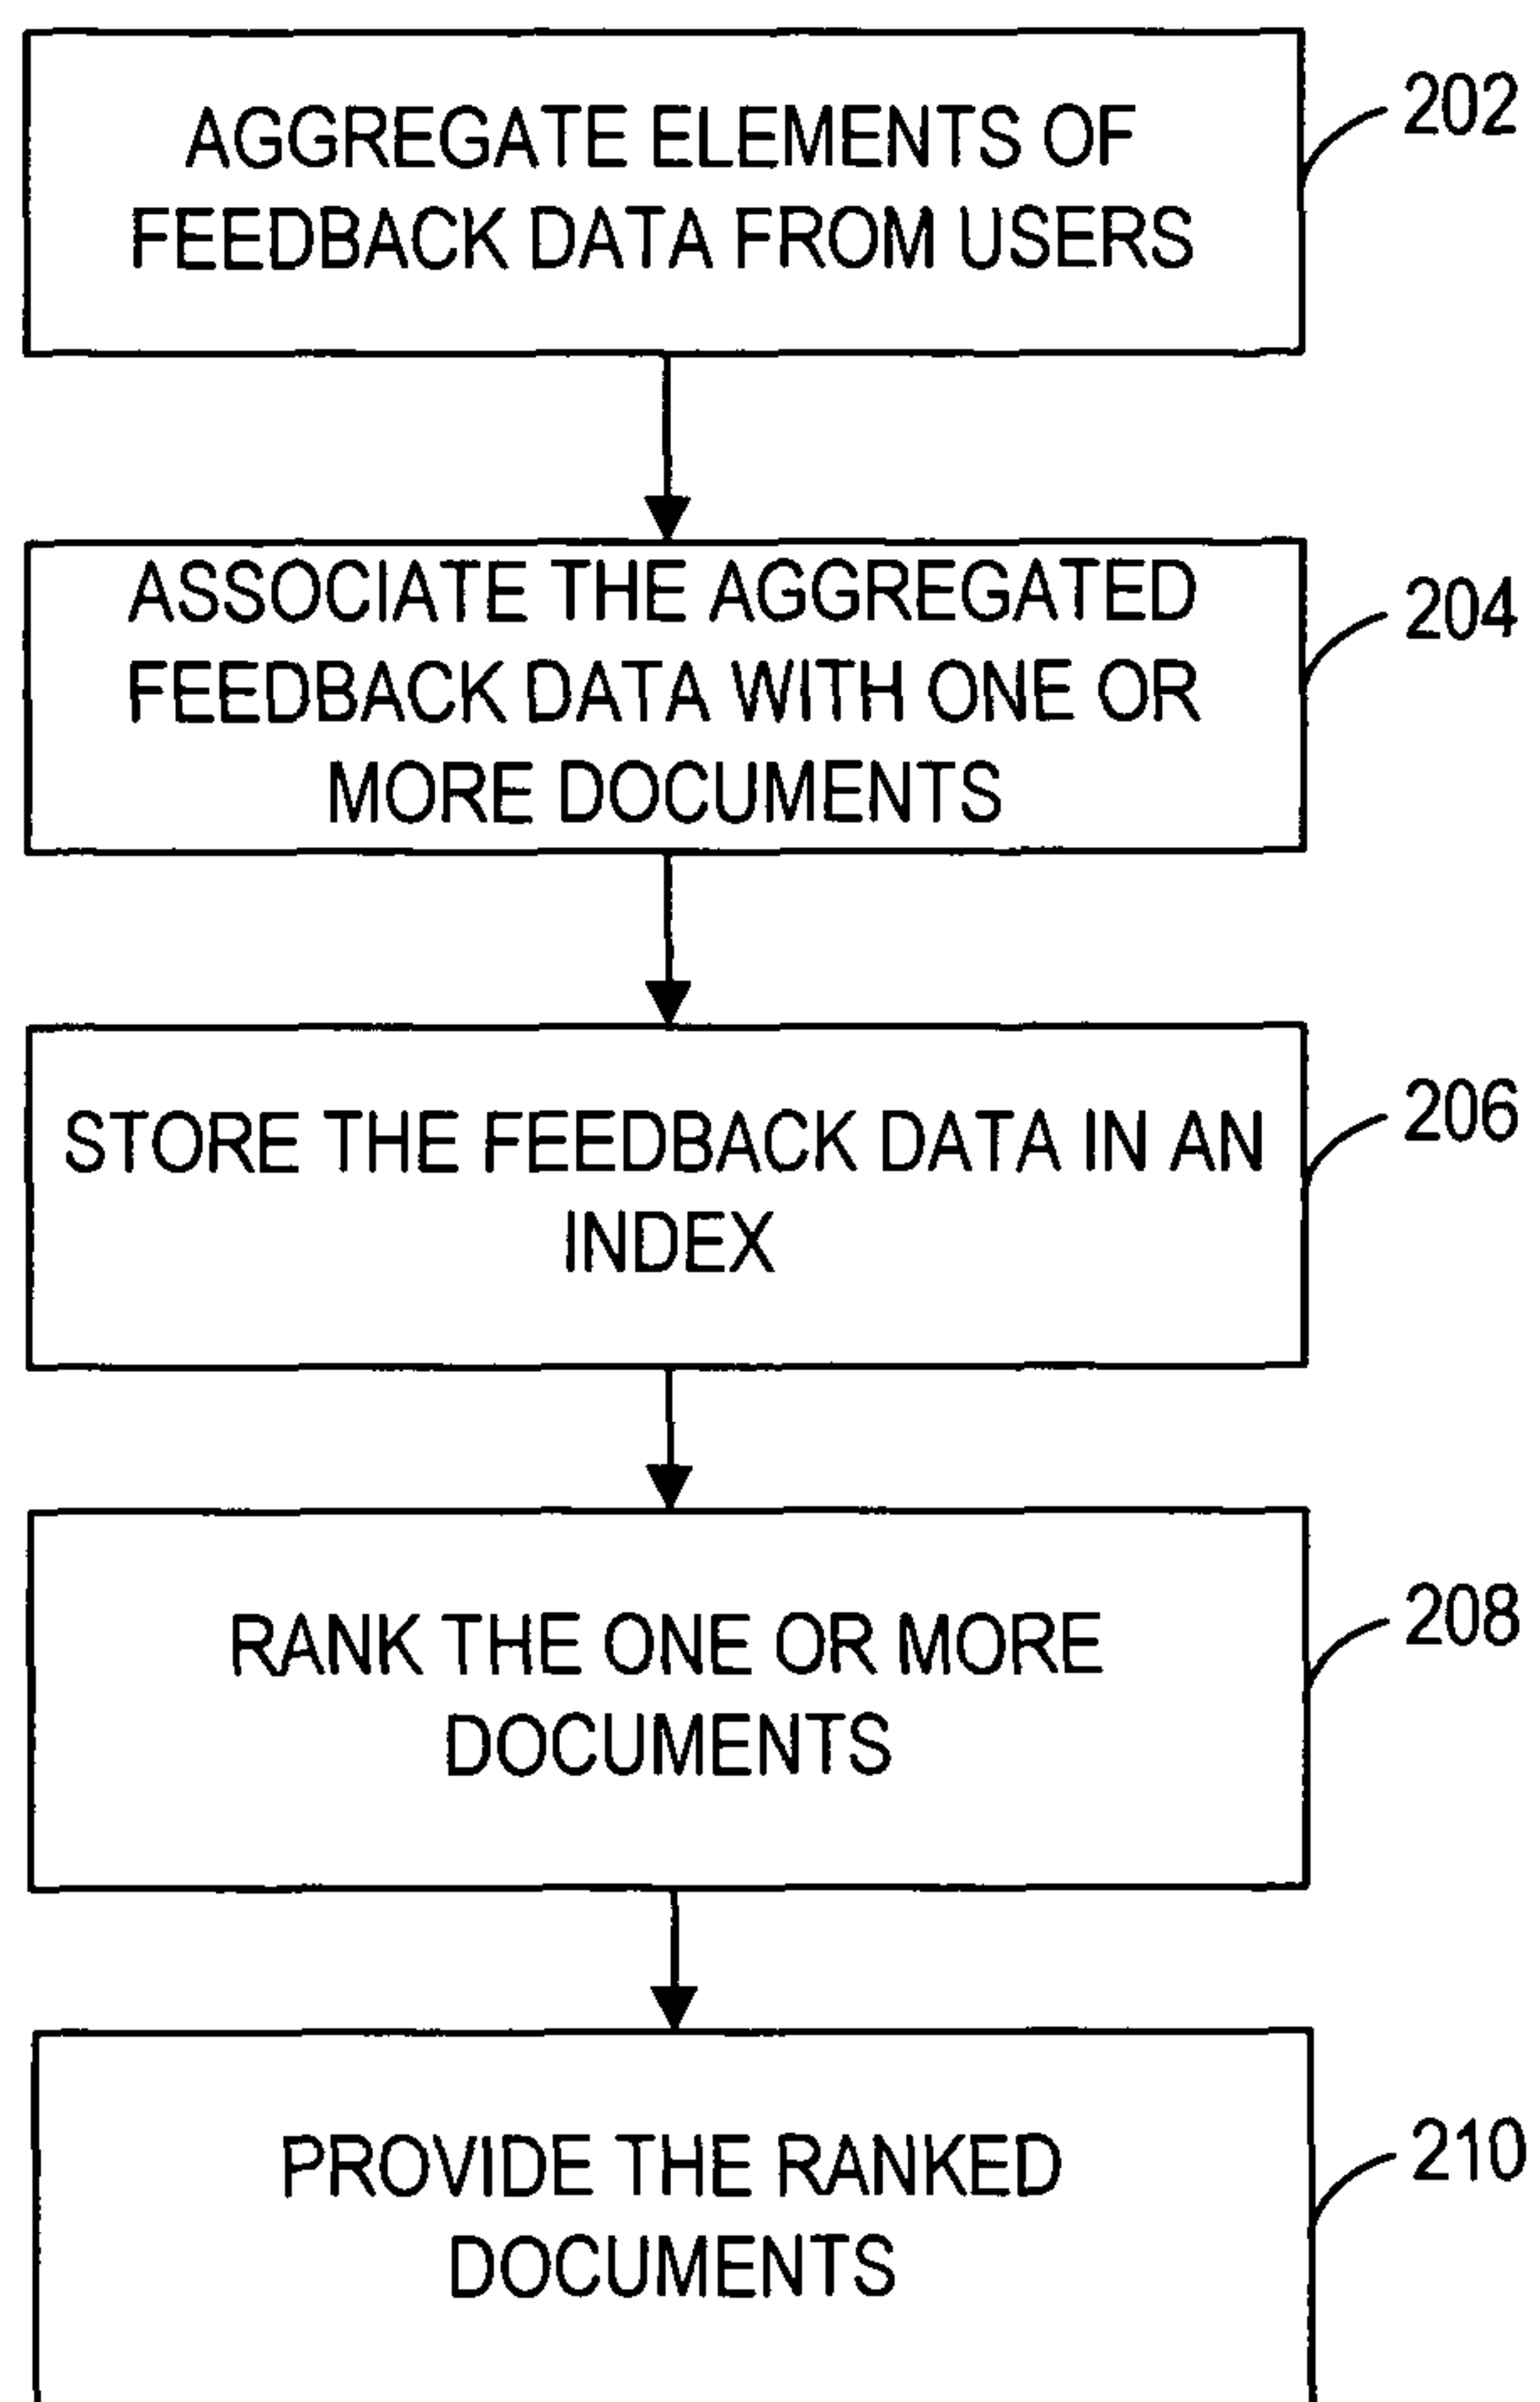 AGGREGATE ELEMENTS OF
FEEDBACK DATA FROM USERS
202
ASSOCIATE THE AGGREGATED
FEEDBACK DATA WITH ONE OR
MORE DOCUMENTS
204
STORE THE FEEDBACK DATA IN AN
INDEX
206
RANK THE ONE OR MORE
DOCUMENTS
208
PROVIDE THE RANKED
DOCUMENTS
210